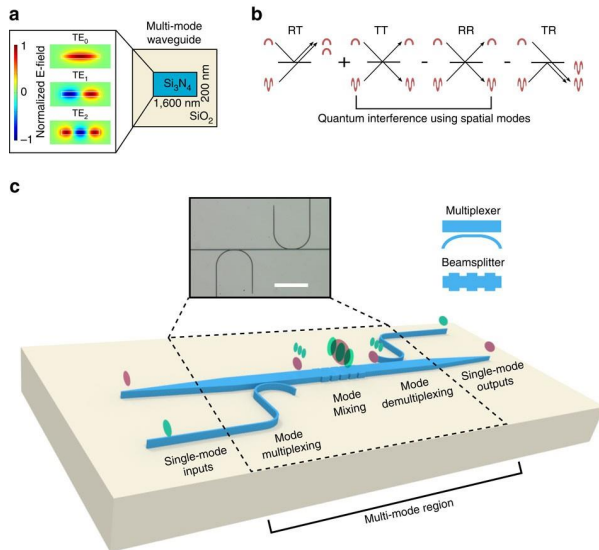 a
Multi-mode
waveguide
TE0
TE1
TE2
Normalized E-field
1
0
−1
Si3N4
1,600 nm
200 nm
SiO2
b
RT
TT
RR
TR
+
-
-
Quantum interference using spatial modes
c
Multiplexer
Beamsplitter
Single-mode
inputs
Mode
multiplexing
Mode
Mixing
Mode
demultiplexing
Single-mode
outputs
Multi-mode region